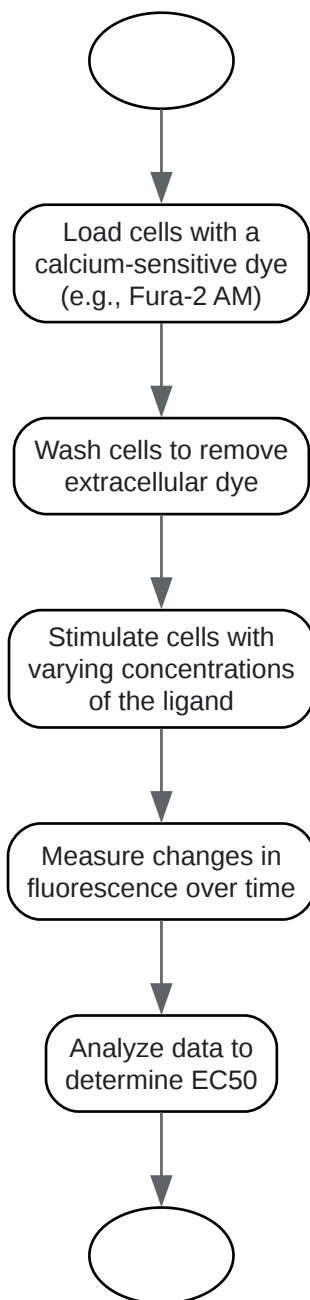 Load cells with a
calcium-sensitive dye
(e.g., Fura-2 AM)
Wash cells to remove
extracellular dye
Stimulate cells with
varying concentrations
of the ligand
Measure changes in
fluorescence over time
Analyze data to
determine EC50